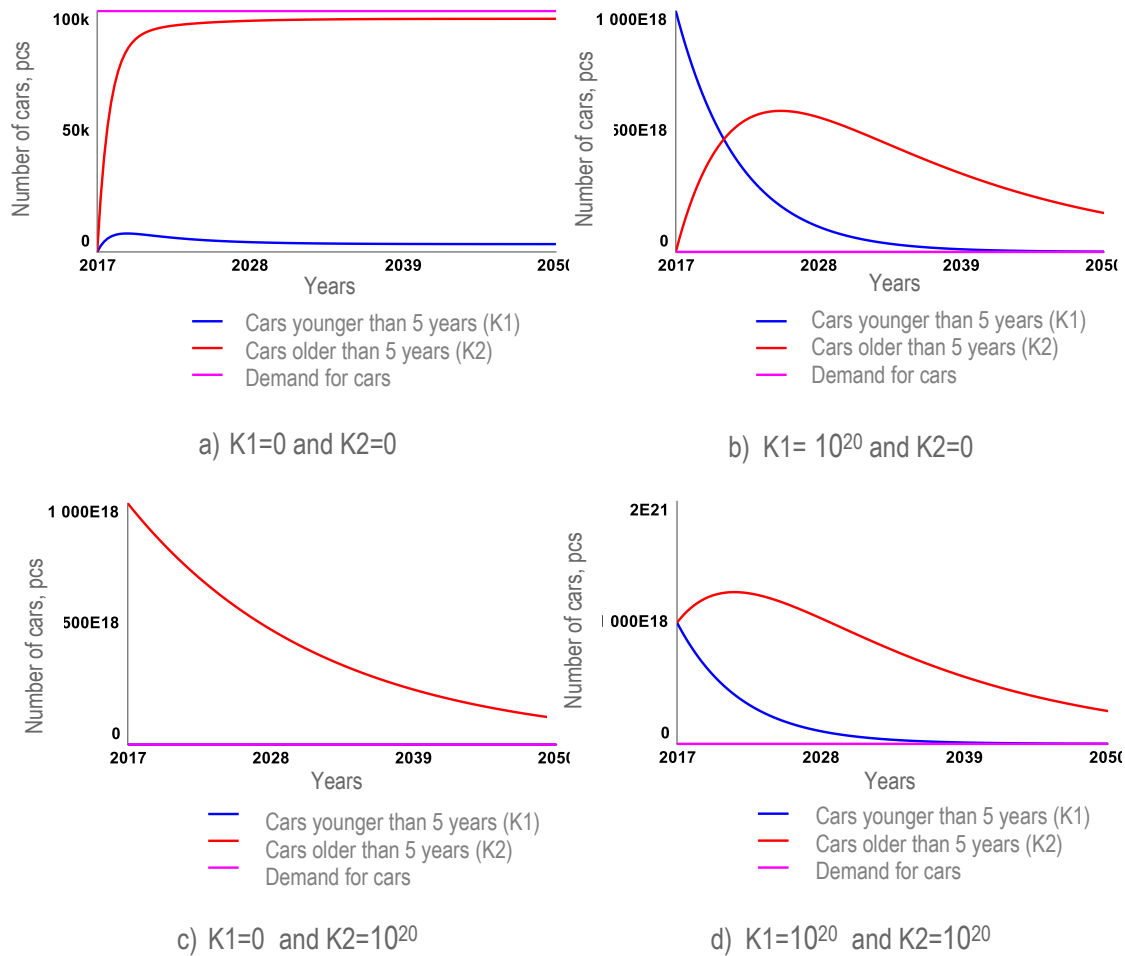 Number of cars, pcs
100k
50k
0
2017 2028 2039 2050
Years
Cars younger than 5 years (K1)
Cars older than 5 years (K2)
Demand for cars
a) K1=0 and K2=0
Number of cars, pcs
1 000E18
500E18
0
2017 2028 2039 2050
Years
Cars younger than 5 years (K1)
Cars older than 5 years (K2)
Demand for cars
b) K1= 10²⁰ and K2=0
Number of cars, pcs
1 000E18
500E18
0
2017 2028 2039 2050
Years
Cars younger than 5 years (K1)
Cars older than 5 years (K2)
Demand for cars
c) K1=0 and K2=10²⁰
Number of cars, pcs
2E21
1 000E18
0
2017 2028 2039 2050
Years
Cars younger than 5 years (K1)
Cars older than 5 years (K2)
Demand for cars
d) K1=10²⁰ and K2=10²⁰